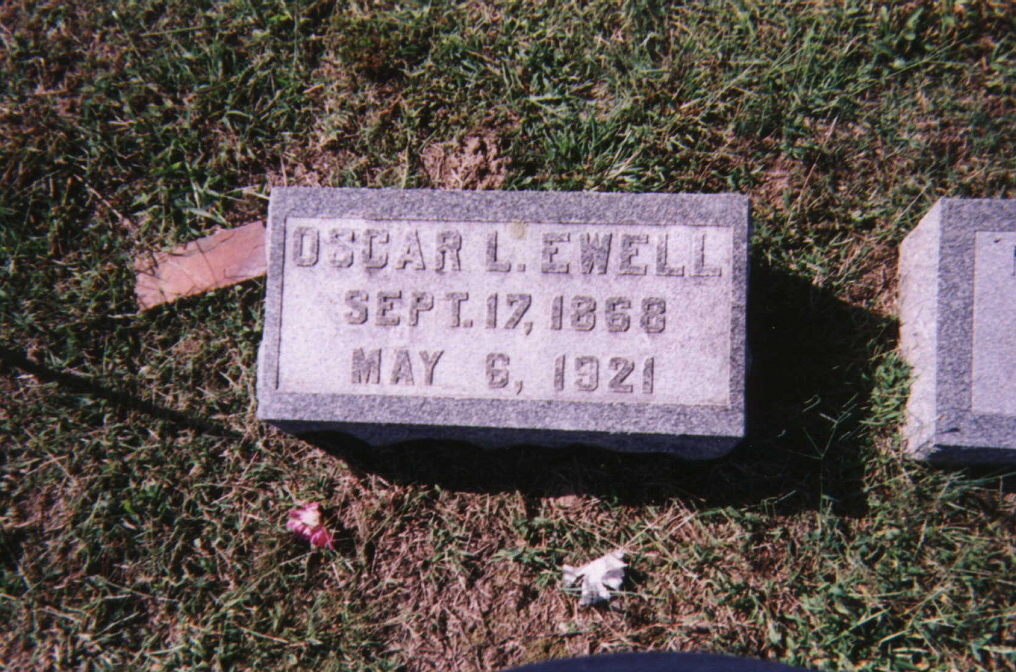 OSCAR L. EWELL
SEPT. 17, 1868
MAY 6, 1921